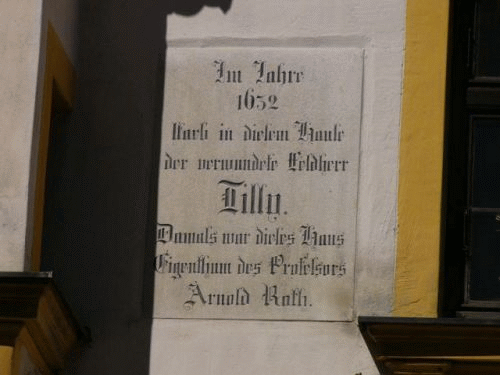 Im Jahre
1632
starb in diesem Hause
der verwundete Feldherr
Tilly.
Damals war dieses Haus
Eigenthum des Professors
Arnold Rath.